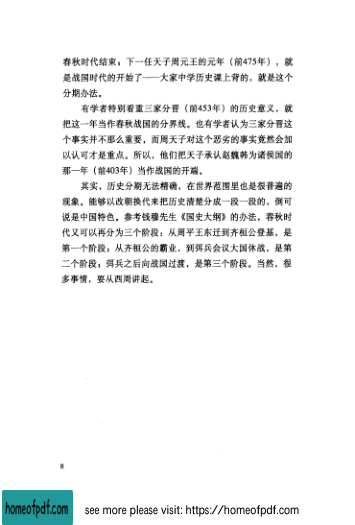 春秋时代结束；下一任天子周元王的元年（前475年），就
是战国时代的开始了——大家中学历史课上背的，就是这个
分期办法。
有学者特别看重三家分晋（前453年）的历史意义，就
把这一年当作春秋战国的分界线。也有学者认为三家分晋这
个事实并不那么重要，而周天子对这个恶劣的事实竟然会加
以认可才是重点。所以，他们把天子承认赵魏韩为诸侯国的
那一年（前403年）当作战国的开端。
其实，历史分期无法精确，在世界范围里也是很普遍的
现象。能够以改朝换代来把历史清楚分成一段一段的，倒可
说是中国特色。参考钱穆先生《国史大纲》的办法，春秋时
代又可以再分为三个阶段：从周平王东迁到齐桓公登基，是
第一个阶段；从齐桓公的霸业，到弭兵会议大国休战，是第
二个阶段；弭兵之后向战国过渡，是第三个阶段。当然，很
多事情，要从西周讲起。
8
homeofpdf.com
see more please visit: https://homeofpdf.com